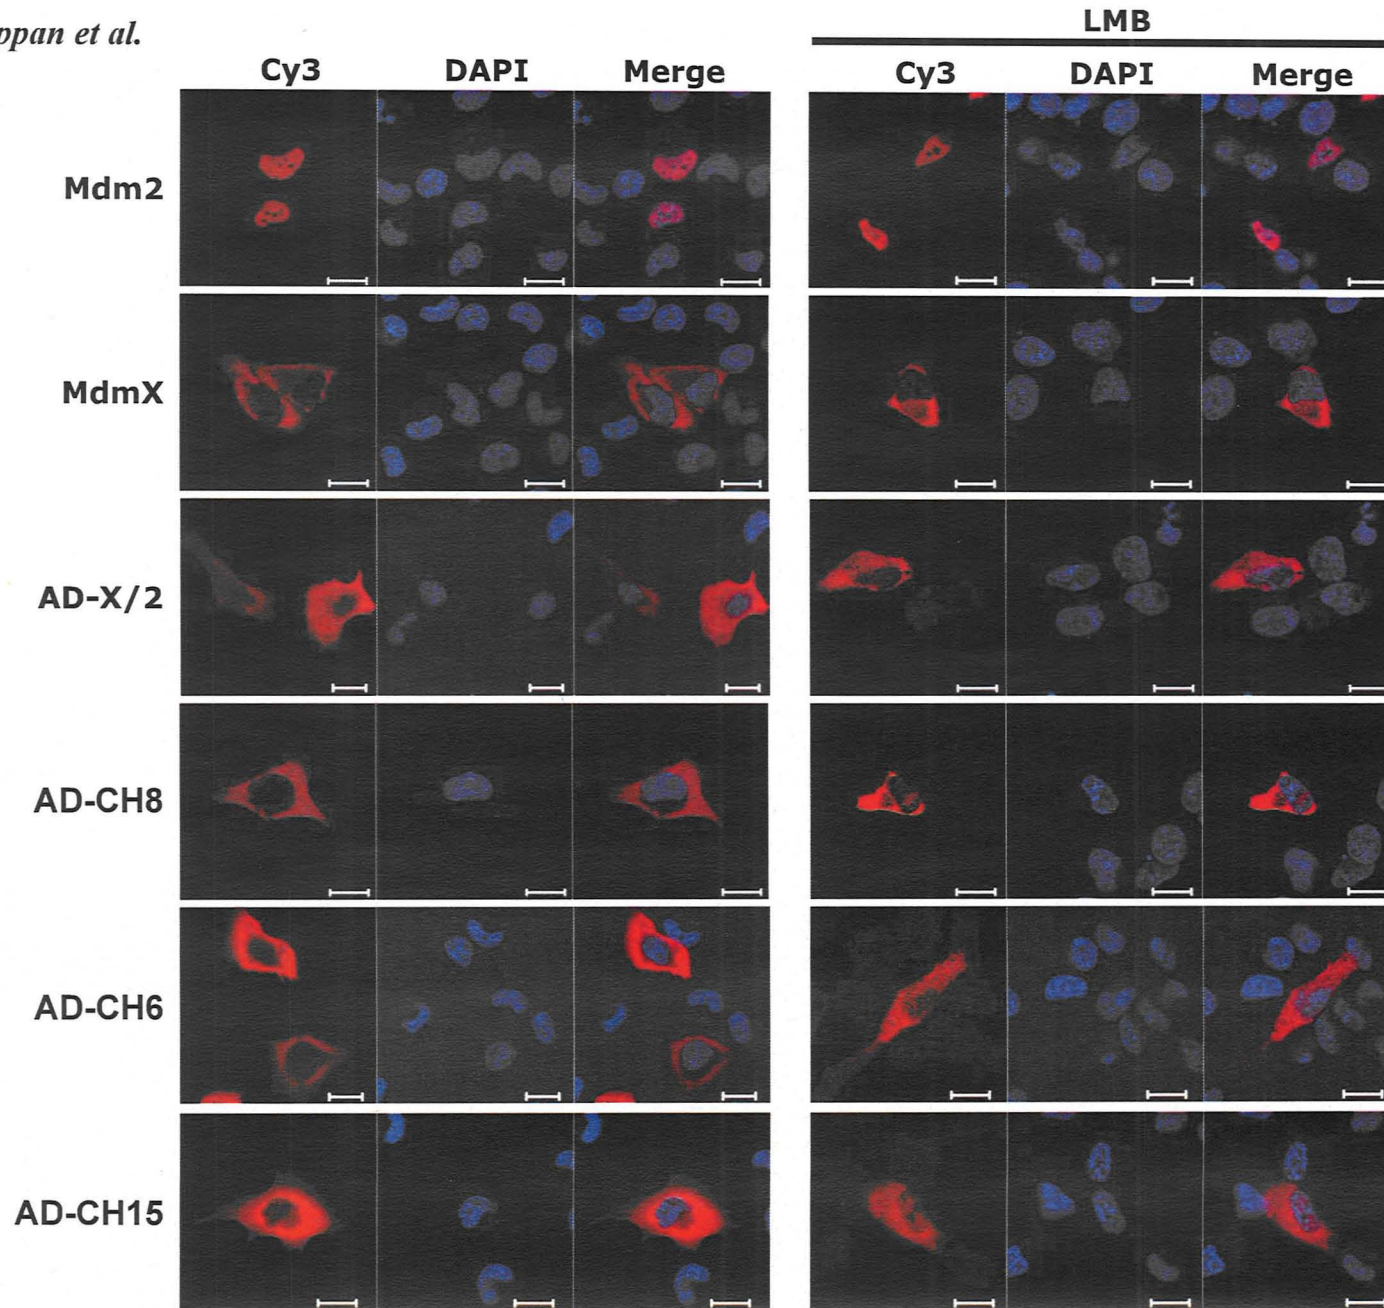 et al.
LMB
Cy3 DAPI Merge Cy3 DAPI Merge
Mdm2
MdmX
AD-X/2
AD-CH8
AD-CH6
AD-CH15